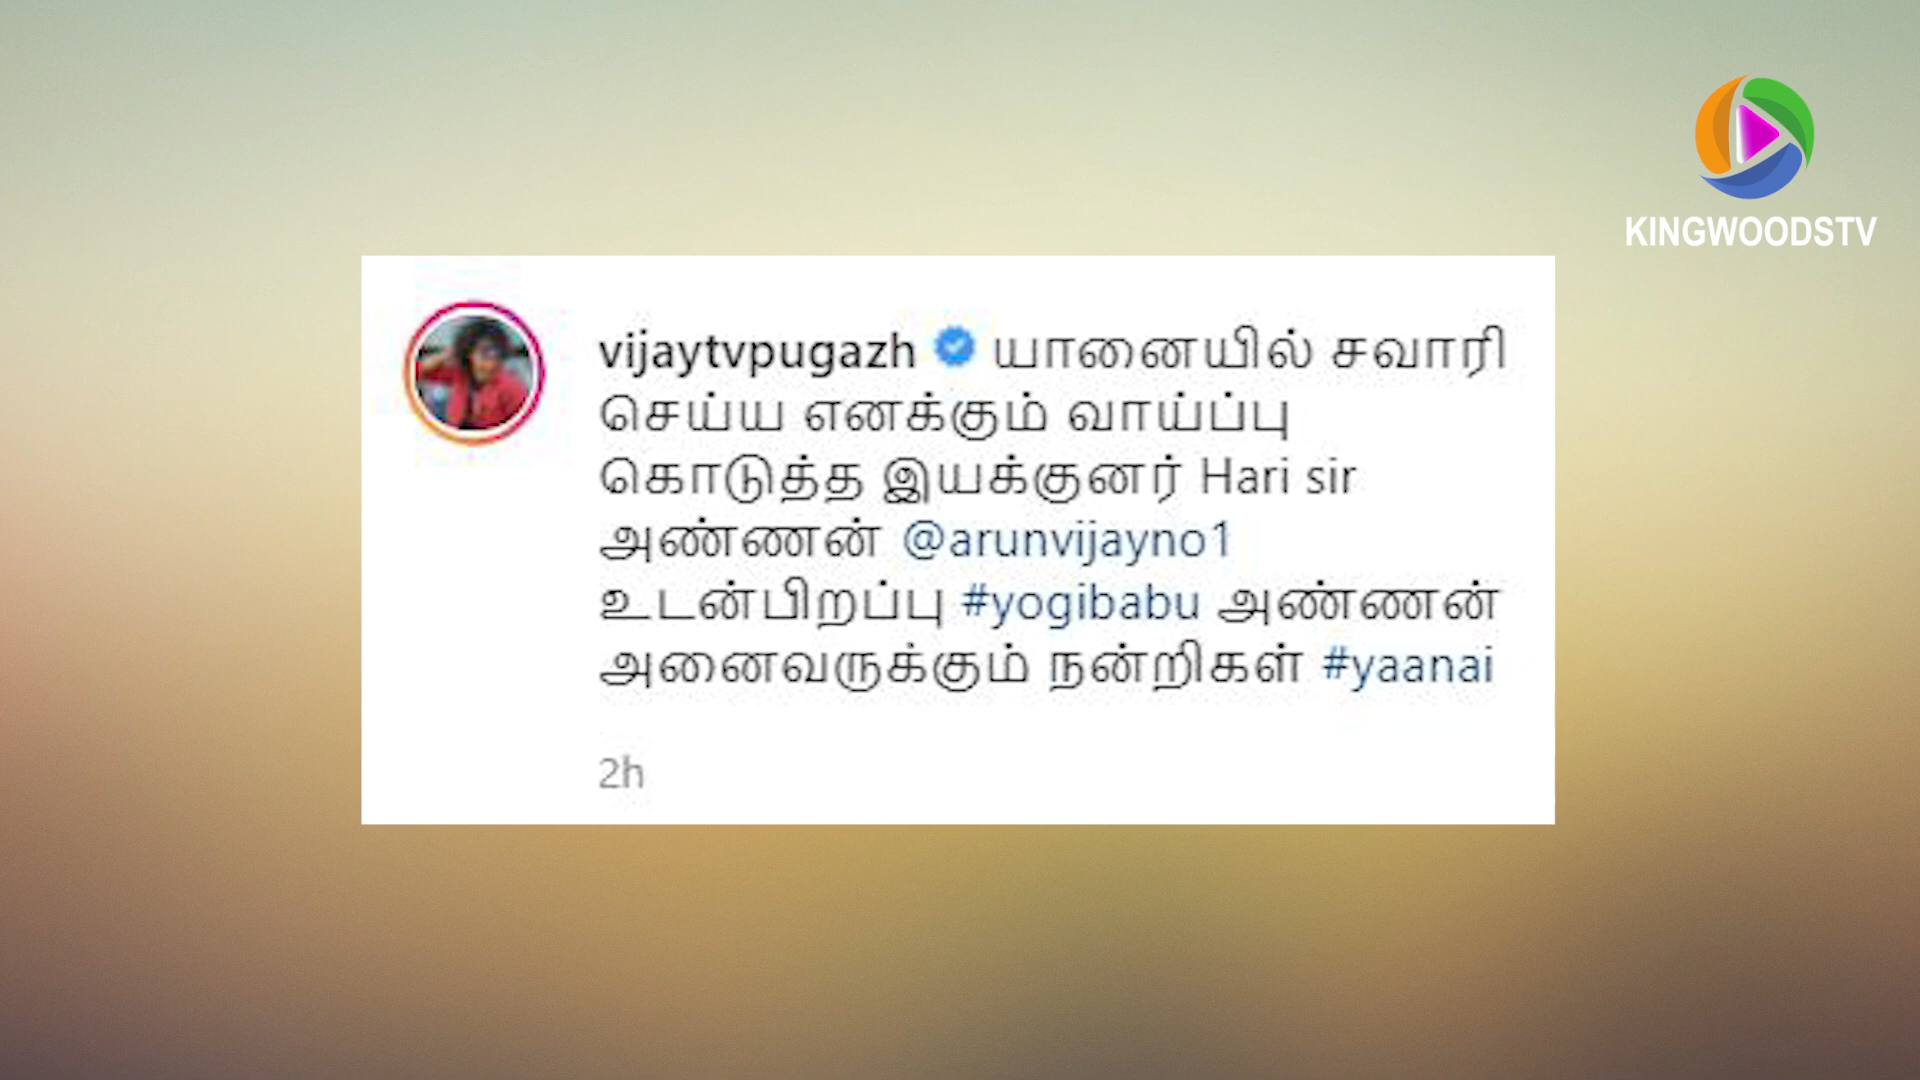 KINGWOODSTV
vijaytvpugazh யானையில் சவாரி
செய்ய எனக்கும் வாய்ப்பு
கொடுத்த இயக்குனர் Hari sir
அண்ணன் @arunvijayno1
உடன்பிறப்பு #yogibabu அண்ணன்
அனைவருக்கும் நன்றிகள் #yaanai
2h